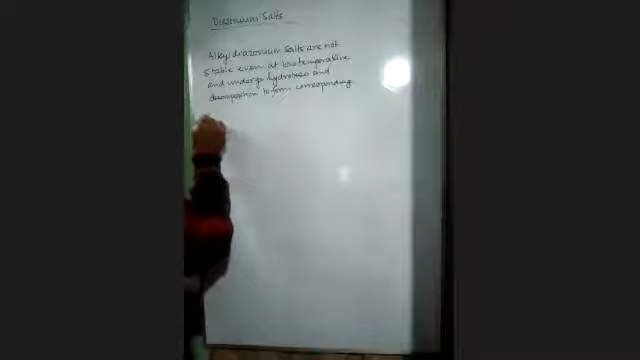 Diazonium Salts
Alkyl diazonium Salts are not
Stable even at low temperature
and undergo hydrolysis and
decomposition to form corresponding